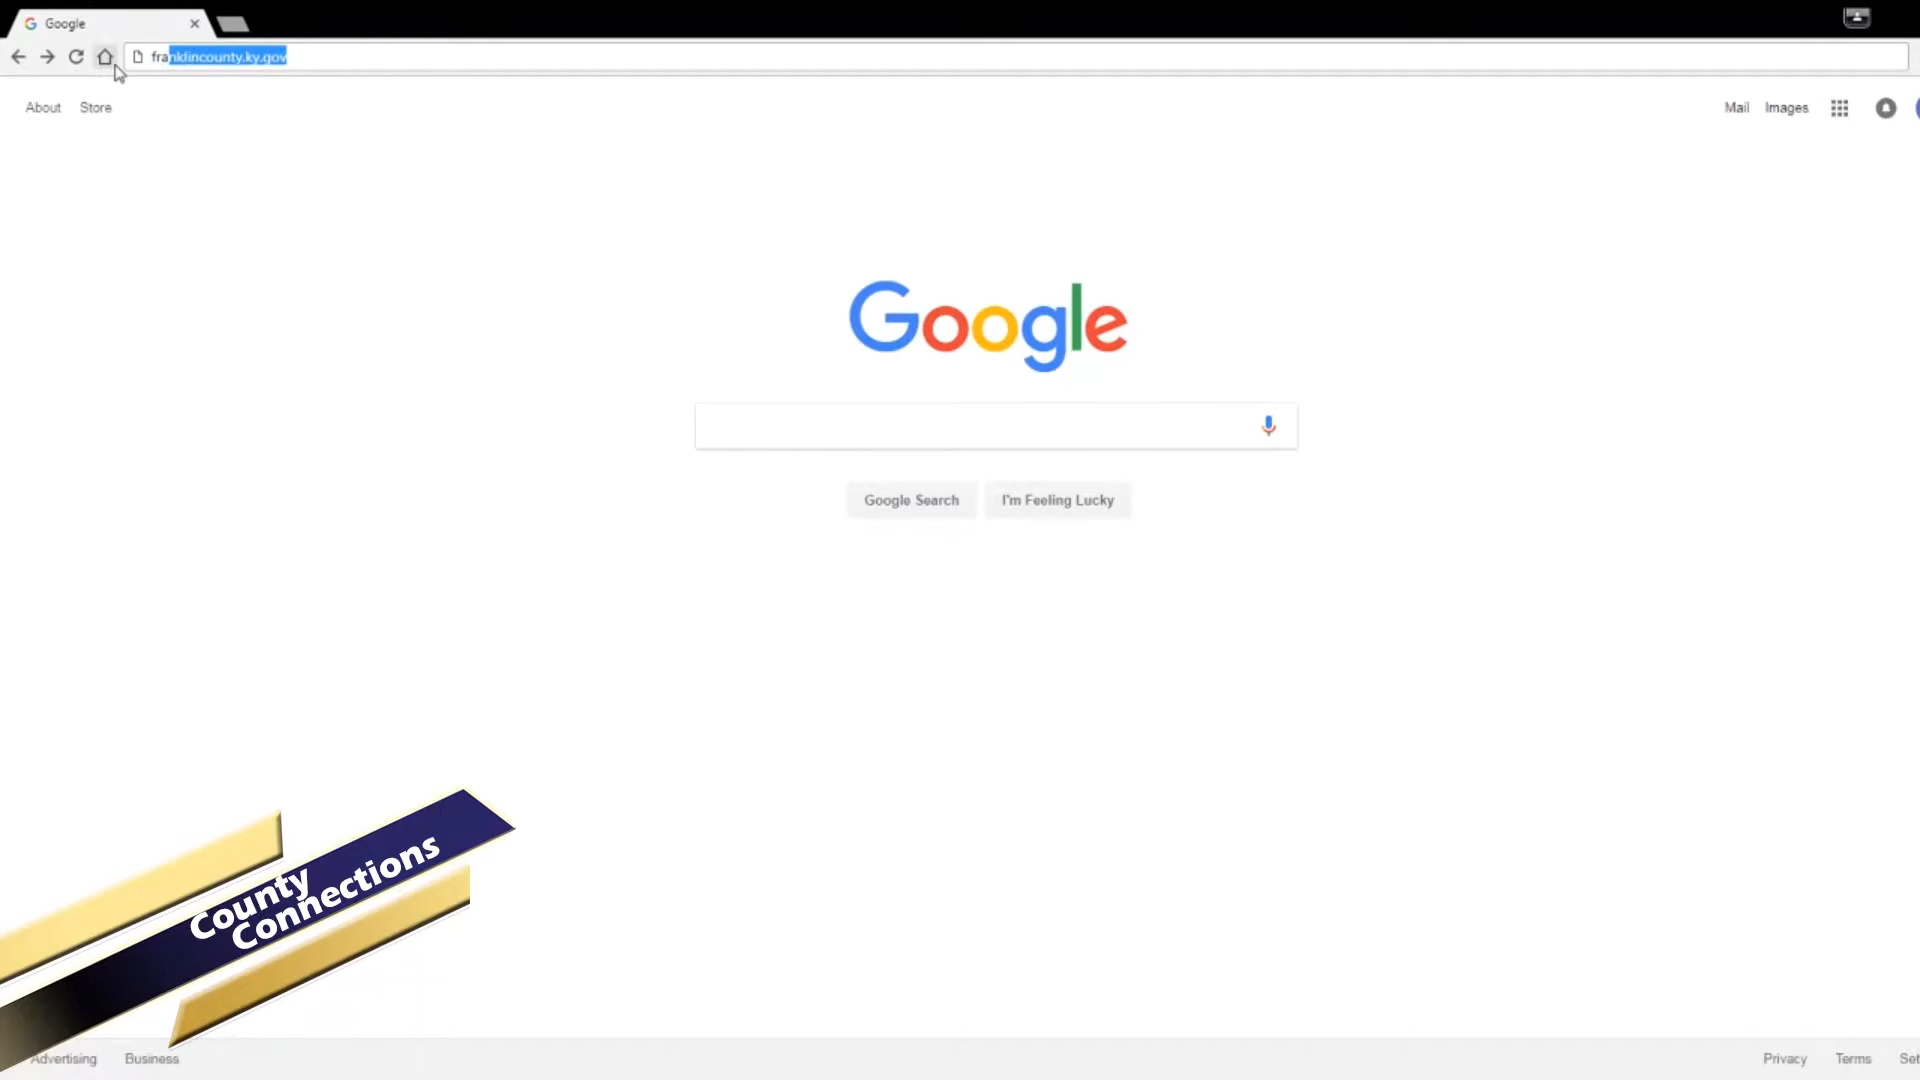 Google
franklincounty.ky.gov
About Store
Mail Images
Google
Google Search I'm Feeling Lucky
County
Connections
Advertising Business
Privacy Terms